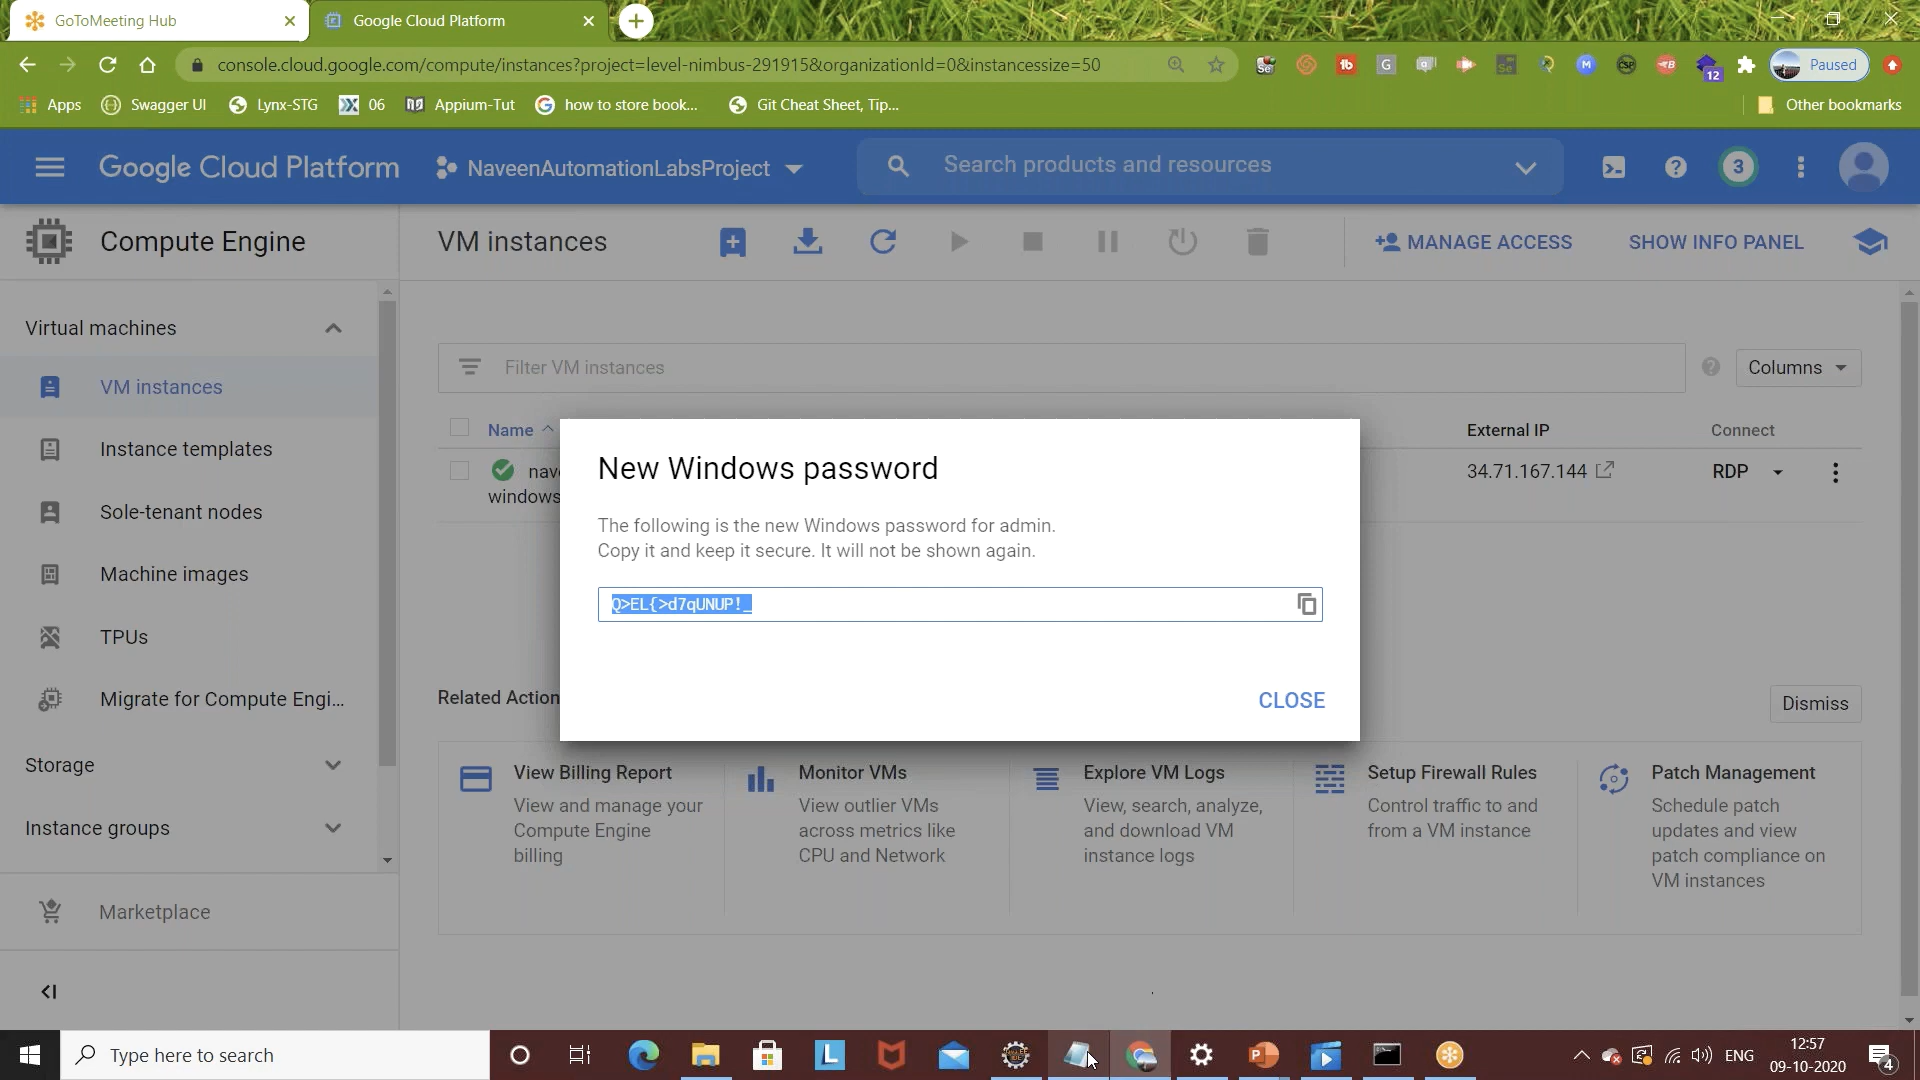 GoToMeeting Hub
Google Cloud Platform
console.cloud.google.com/compute/instances?project=level-nimbus-291915&organizationId=0&instancessize=50
Paused
12
Apps
Swagger UI
Lynx-STG
06
Appium-Tut
how to store book...
Git Cheat Sheet, Tip...
Other bookmarks
Google Cloud Platform
NaveenAutomationLabsProject
Search products and resources
3
Compute Engine
VM instances
MANAGE ACCESS
SHOW INFO PANEL
Virtual machines
VM instances
Instance templates
Sole-tenant nodes
Machine images
TPUs
Migrate for Compute Engi...
Storage
Instance groups
Marketplace
Filter VM instances
Columns
Name
External IP
Connect
nave
windows
34.71.167.144
RDP
New Windows password
The following is the new Windows password for admin.
Copy it and keep it secure. It will not be shown again.
Q>EL{>d7qUNUP!_
CLOSE
Related Action
Dismiss
View Billing Report
View and manage your
Compute Engine
billing
Monitor VMs
View outlier VMs
across metrics like
CPU and Network
Explore VM Logs
View, search, analyze,
and download VM
instance logs
Setup Firewall Rules
Control traffic to and
from a VM instance
Patch Management
Schedule patch
updates and view
patch compliance on
VM instances
Type here to search
ENG
12:57
09-10-2020
4